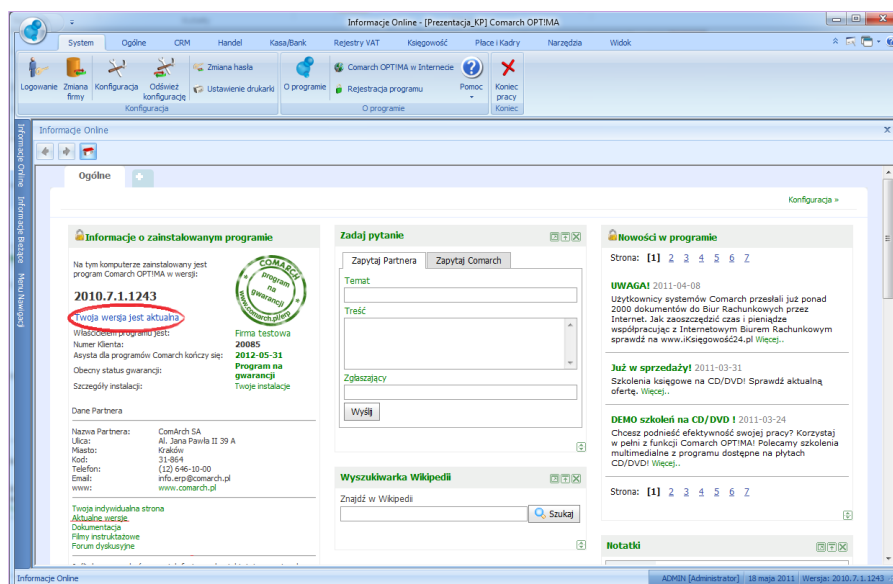 Informacje Online - [Prezentacja_KP] Comarch OPT!MA
System Ogólne CRM Handel Kasa/Bank Rejestry VAT Księgowość Płace i Kadry Narzędzia Widok
Logowanie
Zmiana firmy
Konfiguracja
Odśwież konfigurację
Zmiana hasła
Ustawienie drukarki
Konfiguracja
O programie
Comarch OPT!MA w Internecie
Rejestracja programu
Pomoc
O programie
Koniec pracy
Koniec
Informacje Online
Informacje Bieżące
Menu Nawigacji
Informacje Online
Ogólne
Konfiguracja »
Informacje o zainstalowanym programie
Na tym komputerze zainstalowany jest
program Comarch OPT!MA w wersji:
2010.7.1.1243
Twoja wersja jest aktualna
COMARCH
program
na
gwarancji
www.comarch.pl/erp
Właścicielem programu jest: Firma testowa
Numer Klienta: 20085
Asysta dla programów Comarch kończy się: 2012-05-31
Obecny status gwarancji: Program na
gwarancji
Szczegóły instalacji: Twoje instalacje
Dane Partnera
Nazwa Partnera: ComArch SA
Ulica: Al. Jana Pawła II 39 A
Miasto: Kraków
Kod: 31-864
Telefon: (12) 646-10-00
Email: info.erp@comarch.pl
www: www.comarch.pl
Twoja indywidualna strona
Aktualne wersje
Dokumentacja
Filmy instruktażowe
Forum dyskusyjne
Zadaj pytanie
Zapytaj Partnera Zapytaj Comarch
Temat
Treść
Zgłaszający
Wyślij
Wyszukiwarka Wikipedii
Znajdź w Wikipedii
Szukaj
Nowości w programie
Strona: [1] 2 3 4 5 6 7
UWAGA! 2011-04-08
Użytkownicy systemów Comarch przesłali już ponad
2000 dokumentów do Biur Rachunkowych przez
Internet. Jak zaoszczędzić czas i pieniądze
współpracując z Internetowym Biurem Rachunkowym
sprawdź na www.iKsięgowość24.pl Więcej..
Już w sprzedaży! 2011-03-31
Szkolenia księgowe na CD/DVD! Sprawdź aktualną
ofertę. Więcej..
DEMO szkoleń na CD/DVD ! 2011-03-24
Chcesz podnieść efektywność swojej pracy? Korzystaj
w pełni z funkcji Comarch OPT!MA! Polecamy szkolenia
multimedialne z programu dostępne na płytach
CD/DVD! Więcej..
Strona: [1] 2 3 4 5 6 7
Notatki
Informacje Online
ADMIN [Administrator] 18 maja 2011 Wersja: 2010.7.1.1243